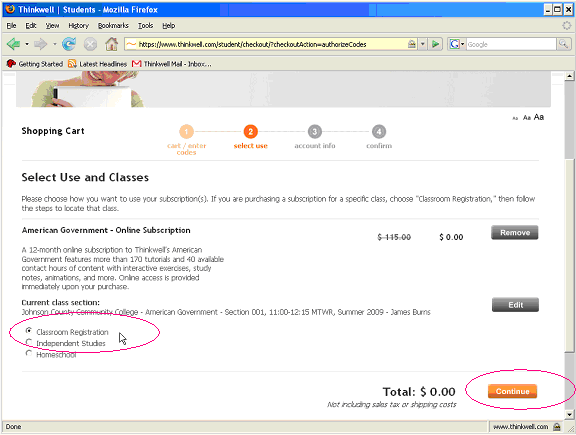 Thinkwell | Students - Mozilla Firefox
File Edit View History Bookmarks Tools Help
https://www.thinkwell.com/student/checkout/?checkoutAction=authorizeCodes
Google
Getting Started Latest Headlines Thinkwell Mail - Inbox...
Aa Aa Aa
Shopping Cart
1 2 3 4
cart / enter codes select use account info confirm
Select Use and Classes
Please choose how you want to use your subscription(s). If you are purchasing a subscription for a specific class, choose "Classroom Registration," then follow
the steps to locate that class.
American Government - Online Subscription
$ 115.00 $ 0.00 Remove
A 12-month online subscription to Thinkwell's American
Government features more than 170 tutorials and 40 available
contact hours of content with interactive exercises, study
notes, animations, and more. Online access is provided
immediately upon your purchase.
Current class section:
Johnson County Community College - American Government - Section 001, 11:00-12:15 MTWR, Summer 2009 - James Burns
Edit
Classroom Registration
Independent Studies
Homeschool
Total: $ 0.00 Continue
Not including sales tax or shipping costs
Done www.thinkwell.com